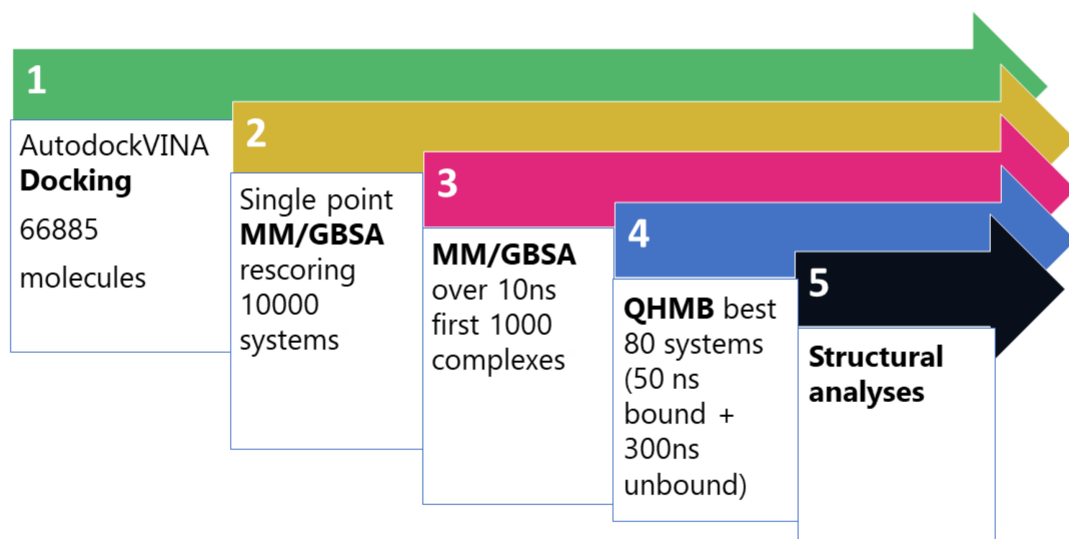 1
AutodockVINA
Docking
66885
molecules
2
Single point
MM/GBSA
rescoring
10000
systems
3
MM/GBSA
over 10ns
first 1000
complexes
4
QHMB best
80 systems
(50 ns
bound +
300ns
unbound)
5
Structural
analyses